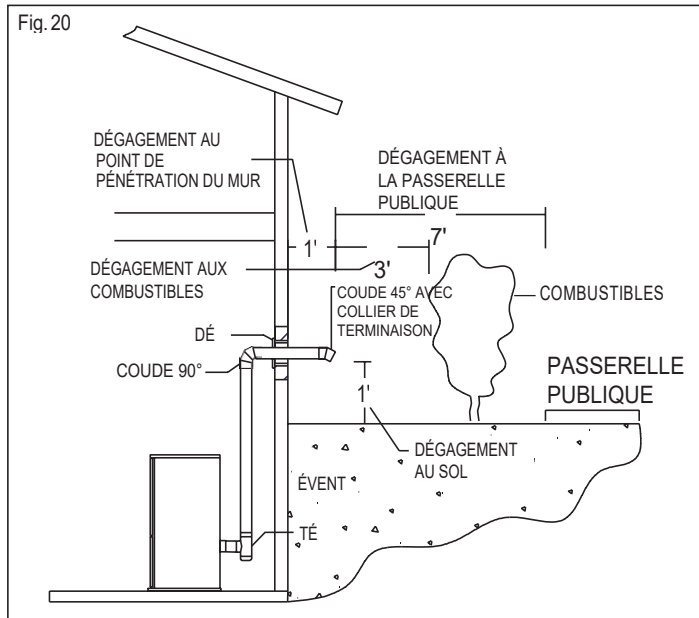 Fig. 20
DÉGAGEMENT AU
POINT DE
PÉNÉTRATION DU MUR
DÉGAGEMENT À
LA PASSERELLE
PUBLIQUE
1'
7'
3'
DÉGAGEMENT AUX
COMBUSTIBLES
COUDE 45° AVEC
COLLIER DE
TERMINAISON
COMBUSTIBLES
DÉ
COUDE 90°
PASSERELLE
PUBLIQUE
1'
DÉGAGEMENT
AU SOL
ÉVENT
TÉ